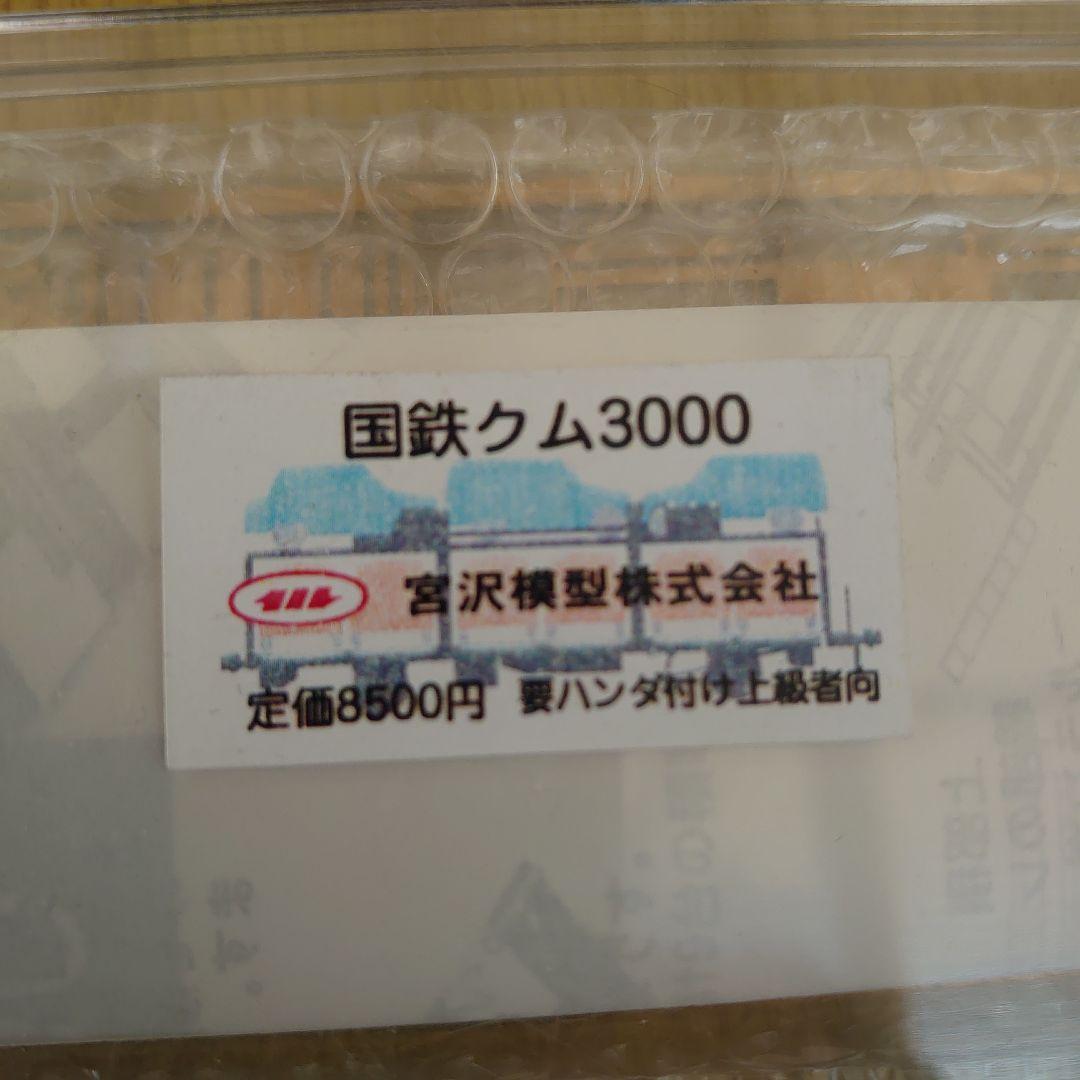 国鉄クム3000
宮沢模型株式会社
定価8500円 要ハンダ付け上級者向